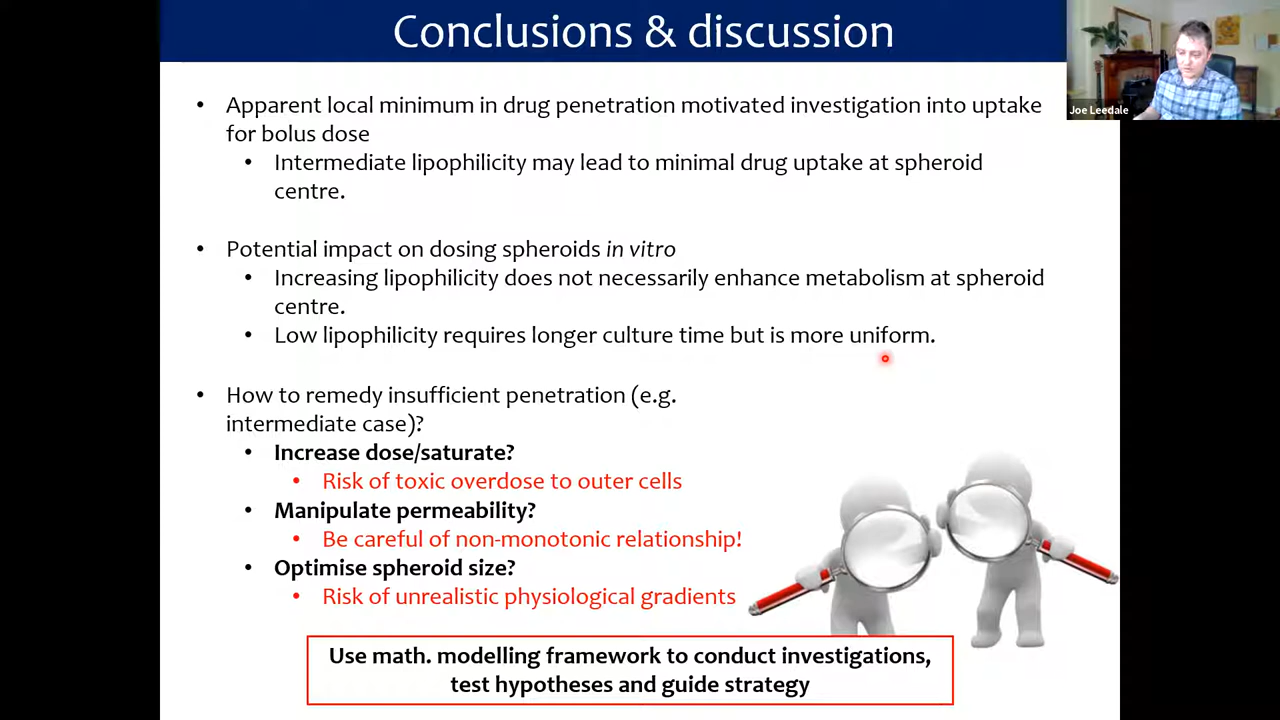 Conclusions & discussion
Joe Leedale
• Apparent local minimum in drug penetration motivated investigation into uptake
for bolus dose
• Intermediate lipophilicity may lead to minimal drug uptake at spheroid
centre.
• Potential impact on dosing spheroids in vitro
• Increasing lipophilicity does not necessarily enhance metabolism at spheroid
centre.
• Low lipophilicity requires longer culture time but is more uniform.
• How to remedy insufficient penetration (e.g.
intermediate case)?
• Increase dose/saturate?
• Risk of toxic overdose to outer cells
• Manipulate permeability?
• Be careful of non-monotonic relationship!
• Optimise spheroid size?
• Risk of unrealistic physiological gradients
Use math. modelling framework to conduct investigations,
test hypotheses and guide strategy